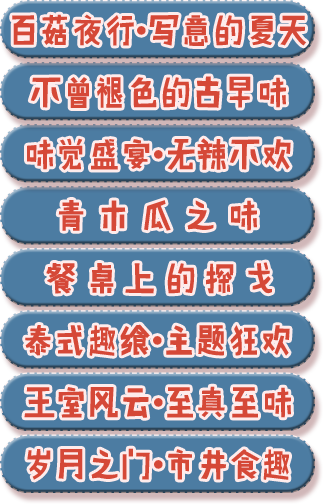 百菇夜行•写意的夏天
不曾褪色的古早味
味觉盛宴•无辣不欢
青市瓜之味
餐桌上的探戈
泰式趣飨•主题狂欢
王室风云•至真至味
岁月之门•市井食趣